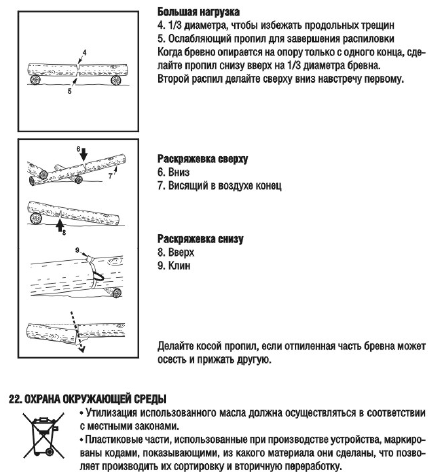 Большая нагрузка
4. 1/3 диаметра, чтобы избежать продольных трещин
5. Ослабляющий пропил для завершения распиловки
Когда бревно опирается на опору только с одного конца, сде-
лайте пропил снизу вверх на 1/3 диаметра бревна.
Второй распил делайте сверху вниз навстречу первому.
4
5
Раскряжевка сверху
6. Вниз
7. Висящий в воздухе конец
6
7
8
Раскряжевка снизу
8. Вверх
9. Клин
9
Делайте косой пропил, если отпиленная часть бревна может
осесть и прижать другую.
22. ОХРАНА ОКРУЖАЮЩЕЙ СРЕДЫ
• Утилизация использованного масла должна осуществляться в соответствии
с местными законами.
• Пластиковые части, использованные при производстве устройства, маркиро-
ваны кодами, показывающими, из какого материала они сделаны, что позво-
ляет производить их сортировку и вторичную переработку.